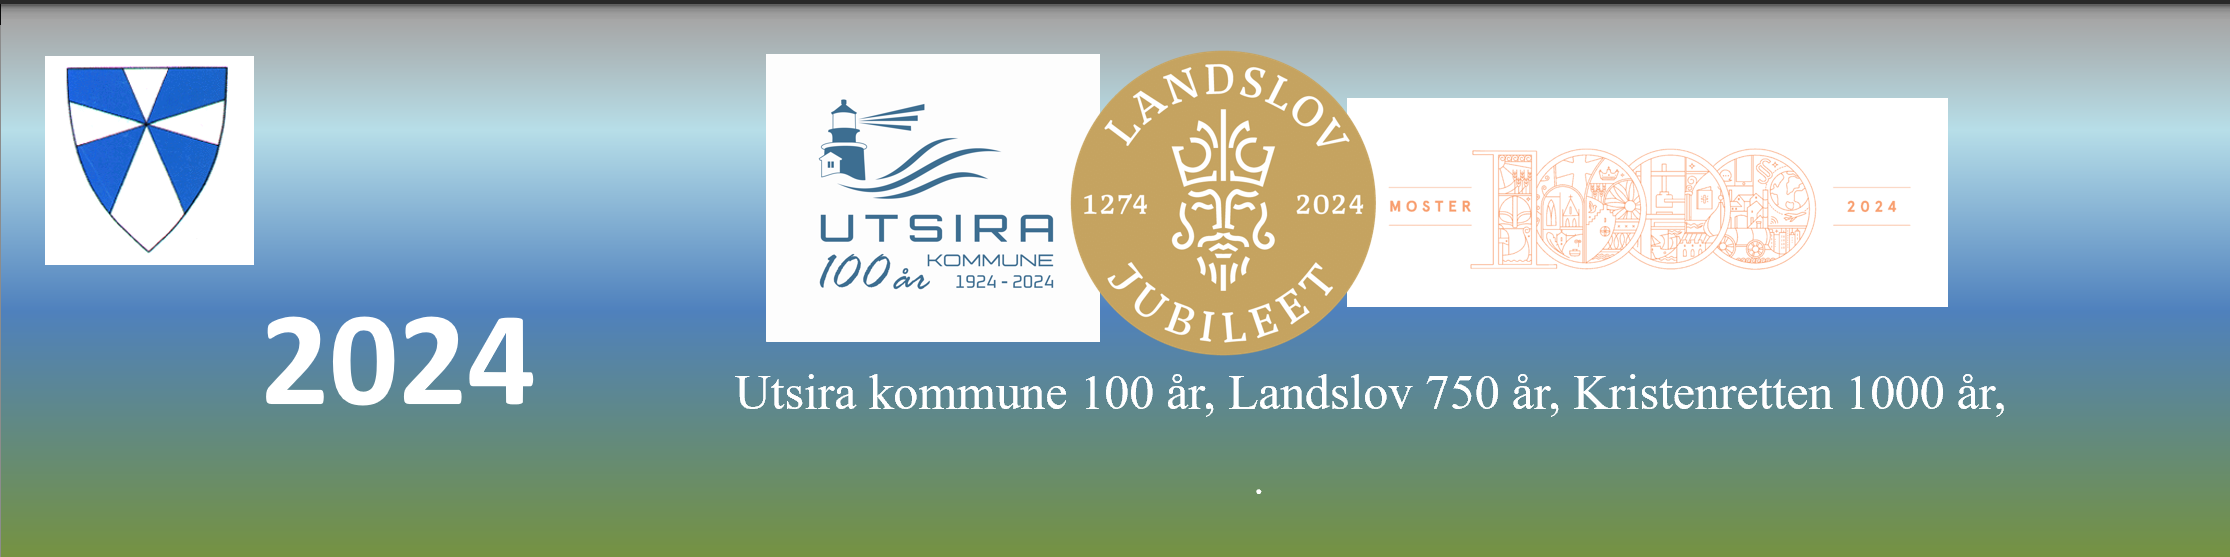 UTSIRA
KOMMUNE
100 år
1924 - 2024
LANDSLOV
1274 2024
JUBILEET
MOSTER 1000 2024
2024
Utsira kommune 100 år, Landslov 750 år, Kristenretten 1000 år,
.